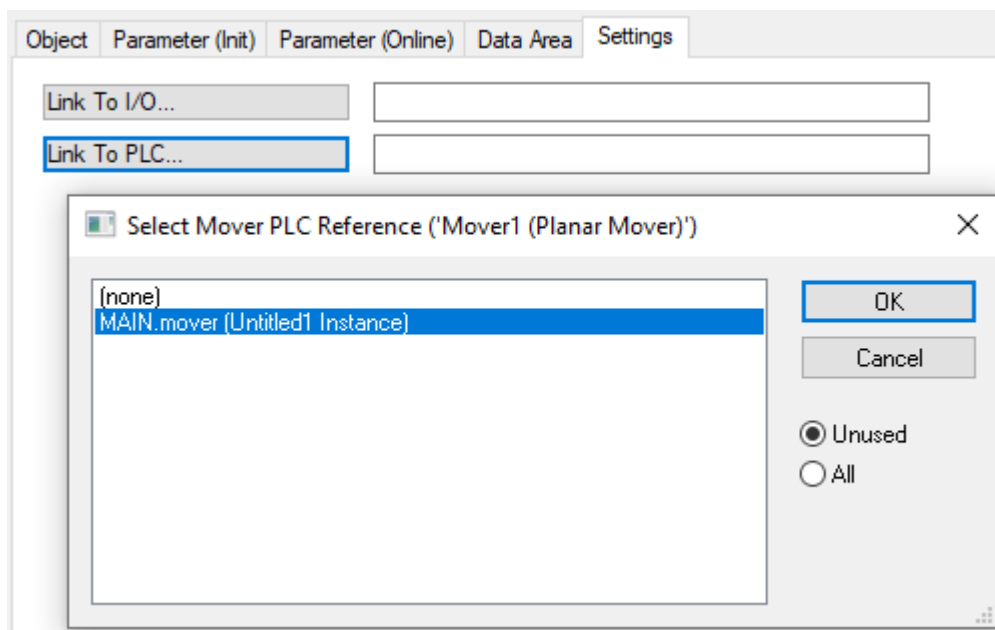 Object Parameter (Init) Parameter (Online) Data Area Settings
Link To I/O...
Link To PLC...
Select Mover PLC Reference ('Mover1 (Planar Mover)')
(none)
MAIN.mover (Untitled1 Instance)
OK
Cancel
Unused
All